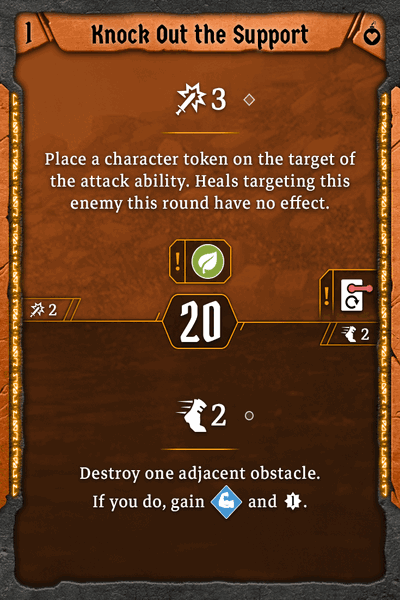 1
Knock Out the Support
3
Place a character token on the target of
the attack ability. Heals targeting this
enemy this round have no effect.
!
!
2
20
2
2
Destroy one adjacent obstacle.
If you do, gain and .